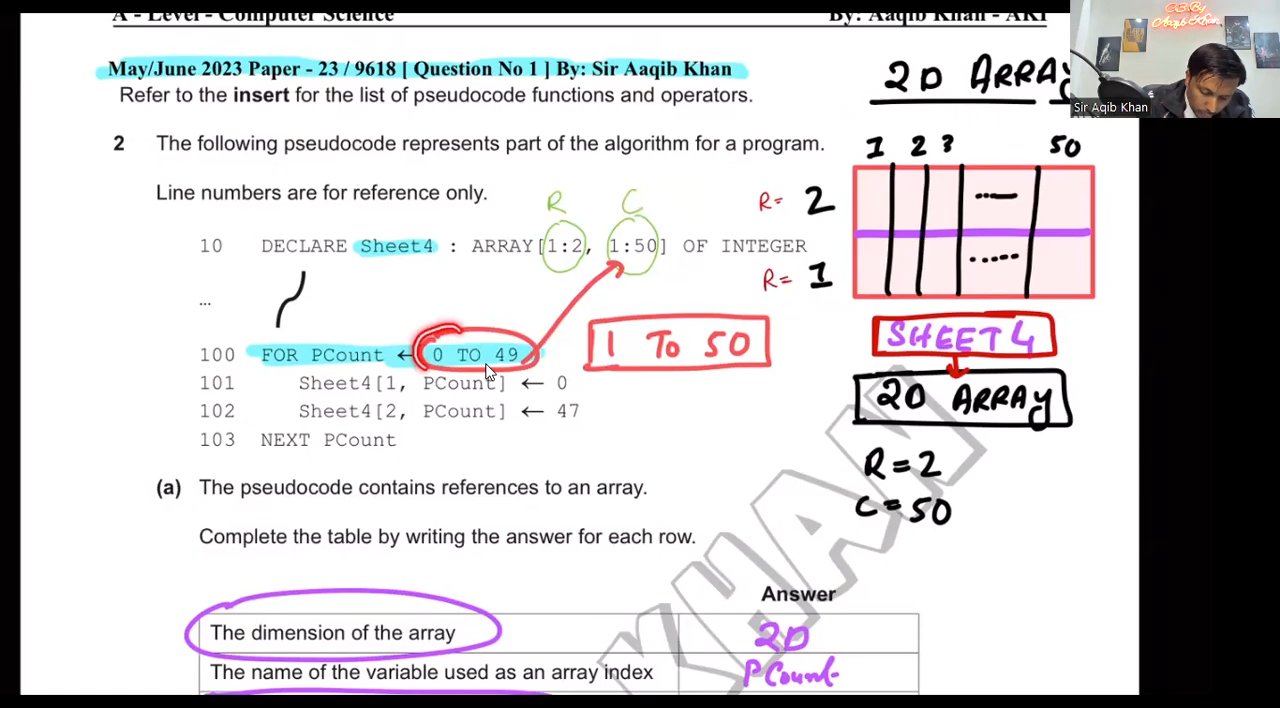 A - Level - Computer Science By: Aaqib Khan - AKI
CS By
Aaqib Khan
Sir Aqib Khan
May/June 2023 Paper - 23 / 9618 [ Question No 1 ] By: Sir Aaqib Khan
2D ARRAY
Refer to the insert for the list of pseudocode functions and operators.
2 The following pseudocode represents part of the algorithm for a program.
1 2 3 50
Line numbers are for reference only.
R C
R= 2
10 DECLARE Sheet4 : ARRAY[1:2, 1:50] OF INTEGER
R= 1
...
100 FOR PCount ← 0 TO 49
1 To 50
SHEET4
101 Sheet4[1, PCount] ← 0
102 Sheet4[2, PCount] ← 47
2D ARRAY
103 NEXT PCount
R = 2
(a) The pseudocode contains references to an array.
C = 50
Complete the table by writing the answer for each row.
KHAN
Answer
The dimension of the array 2D
The name of the variable used as an array index PCount